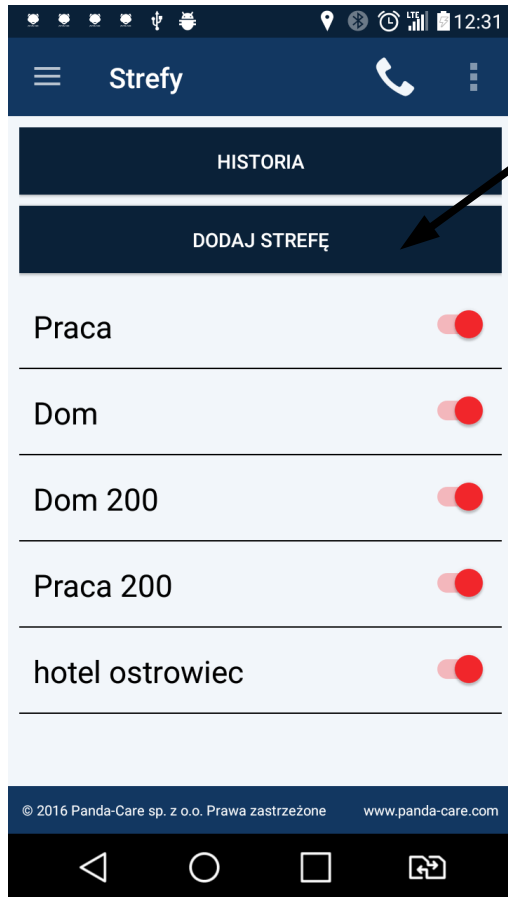 LTE 12:31
Strefy
HISTORIA
DODAJ STREFĘ
Praca
Dom
Dom 200
Praca 200
hotel ostrowiec
© 2016 Panda-Care sp. z o.o. Prawa zastrzeżone www.panda-care.com